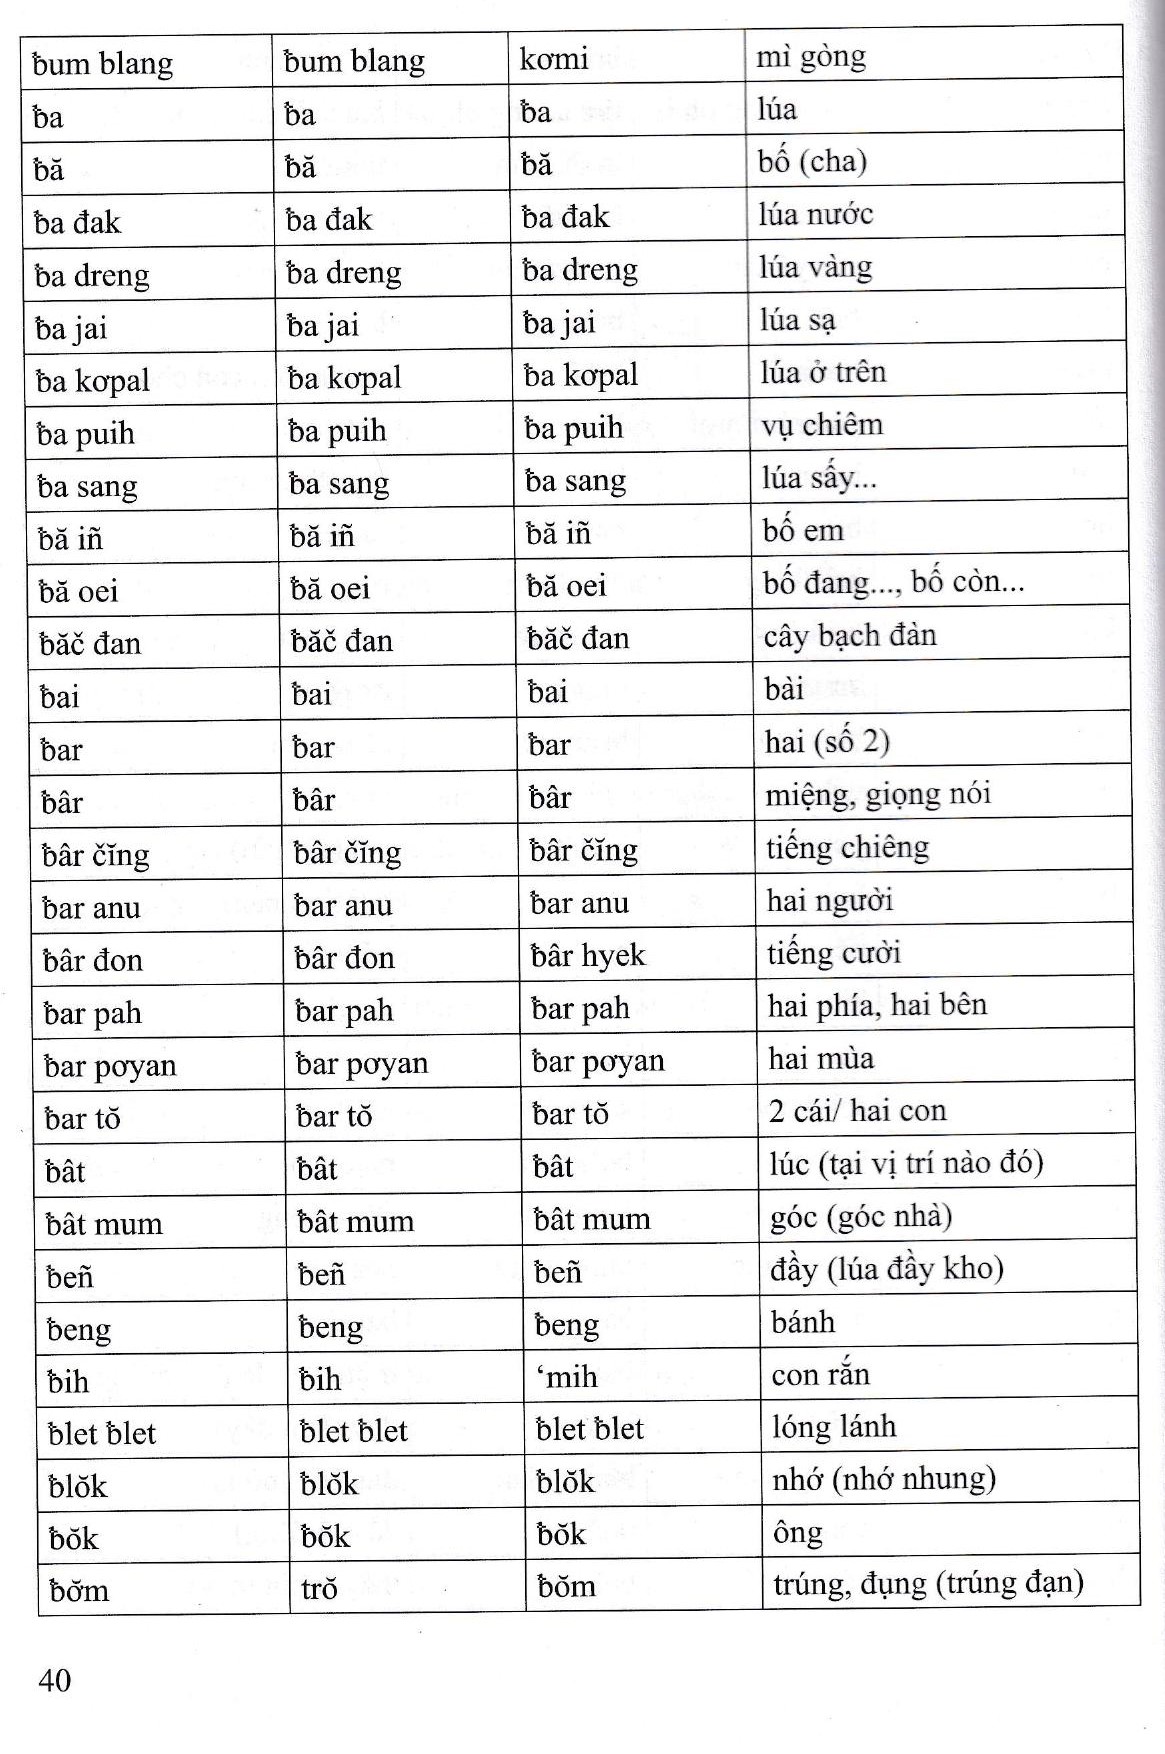 ƀum blang ƀum blang kơmi mì gòng
ƀa ƀa ƀa lúa
ƀă ƀă ƀă bố (cha)
ƀa đak ƀa đak ƀa đak lúa nước
ƀa dreng ƀa dreng ƀa dreng lúa vàng
ƀa jai ƀa jai ƀa jai lúa sạ
ƀa kơpal ƀa kơpal ƀa kơpal lúa ở trên
ƀa puih ƀa puih ƀa puih vụ chiêm
ƀa sang ƀa sang ƀa sang lúa sấy...
ƀă iñ ƀă iñ ƀă iñ bố em
ƀă oei ƀă oei ƀă oei bố đang..., bố còn...
ƀăč đan ƀăč đan ƀăč đan cây bạch đàn
ƀai ƀai ƀai bài
ƀar ƀar ƀar hai (số 2)
ƀâr ƀâr ƀâr miệng, giọng nói
ƀâr čĭng ƀâr čĭng ƀâr čĭng tiếng chiêng
ƀar anu ƀar anu ƀar anu hai người
ƀâr đon ƀâr đon ƀâr hyek tiếng cười
ƀar pah ƀar pah ƀar pah hai phía, hai bên
ƀar pơyan ƀar pơyan ƀar pơyan hai mùa
ƀar tŏ ƀar tŏ ƀar tŏ 2 cái/ hai con
ƀât ƀât ƀât lúc (tại vị trí nào đó)
ƀât mum ƀât mum ƀât mum góc (góc nhà)
ƀeñ ƀeñ ƀeñ đầy (lúa đầy kho)
ƀeng ƀeng ƀeng bánh
ƀih ƀih ‘mih con rắn
ƀlet ƀlet ƀlet ƀlet ƀlet ƀlet lóng lánh
ƀlŏk ƀlŏk ƀlŏk nhớ (nhớ nhung)
ƀŏk ƀŏk ƀŏk ông
ƀơ̆m trŏ ƀŏm trúng, đụng (trúng đạn)
40